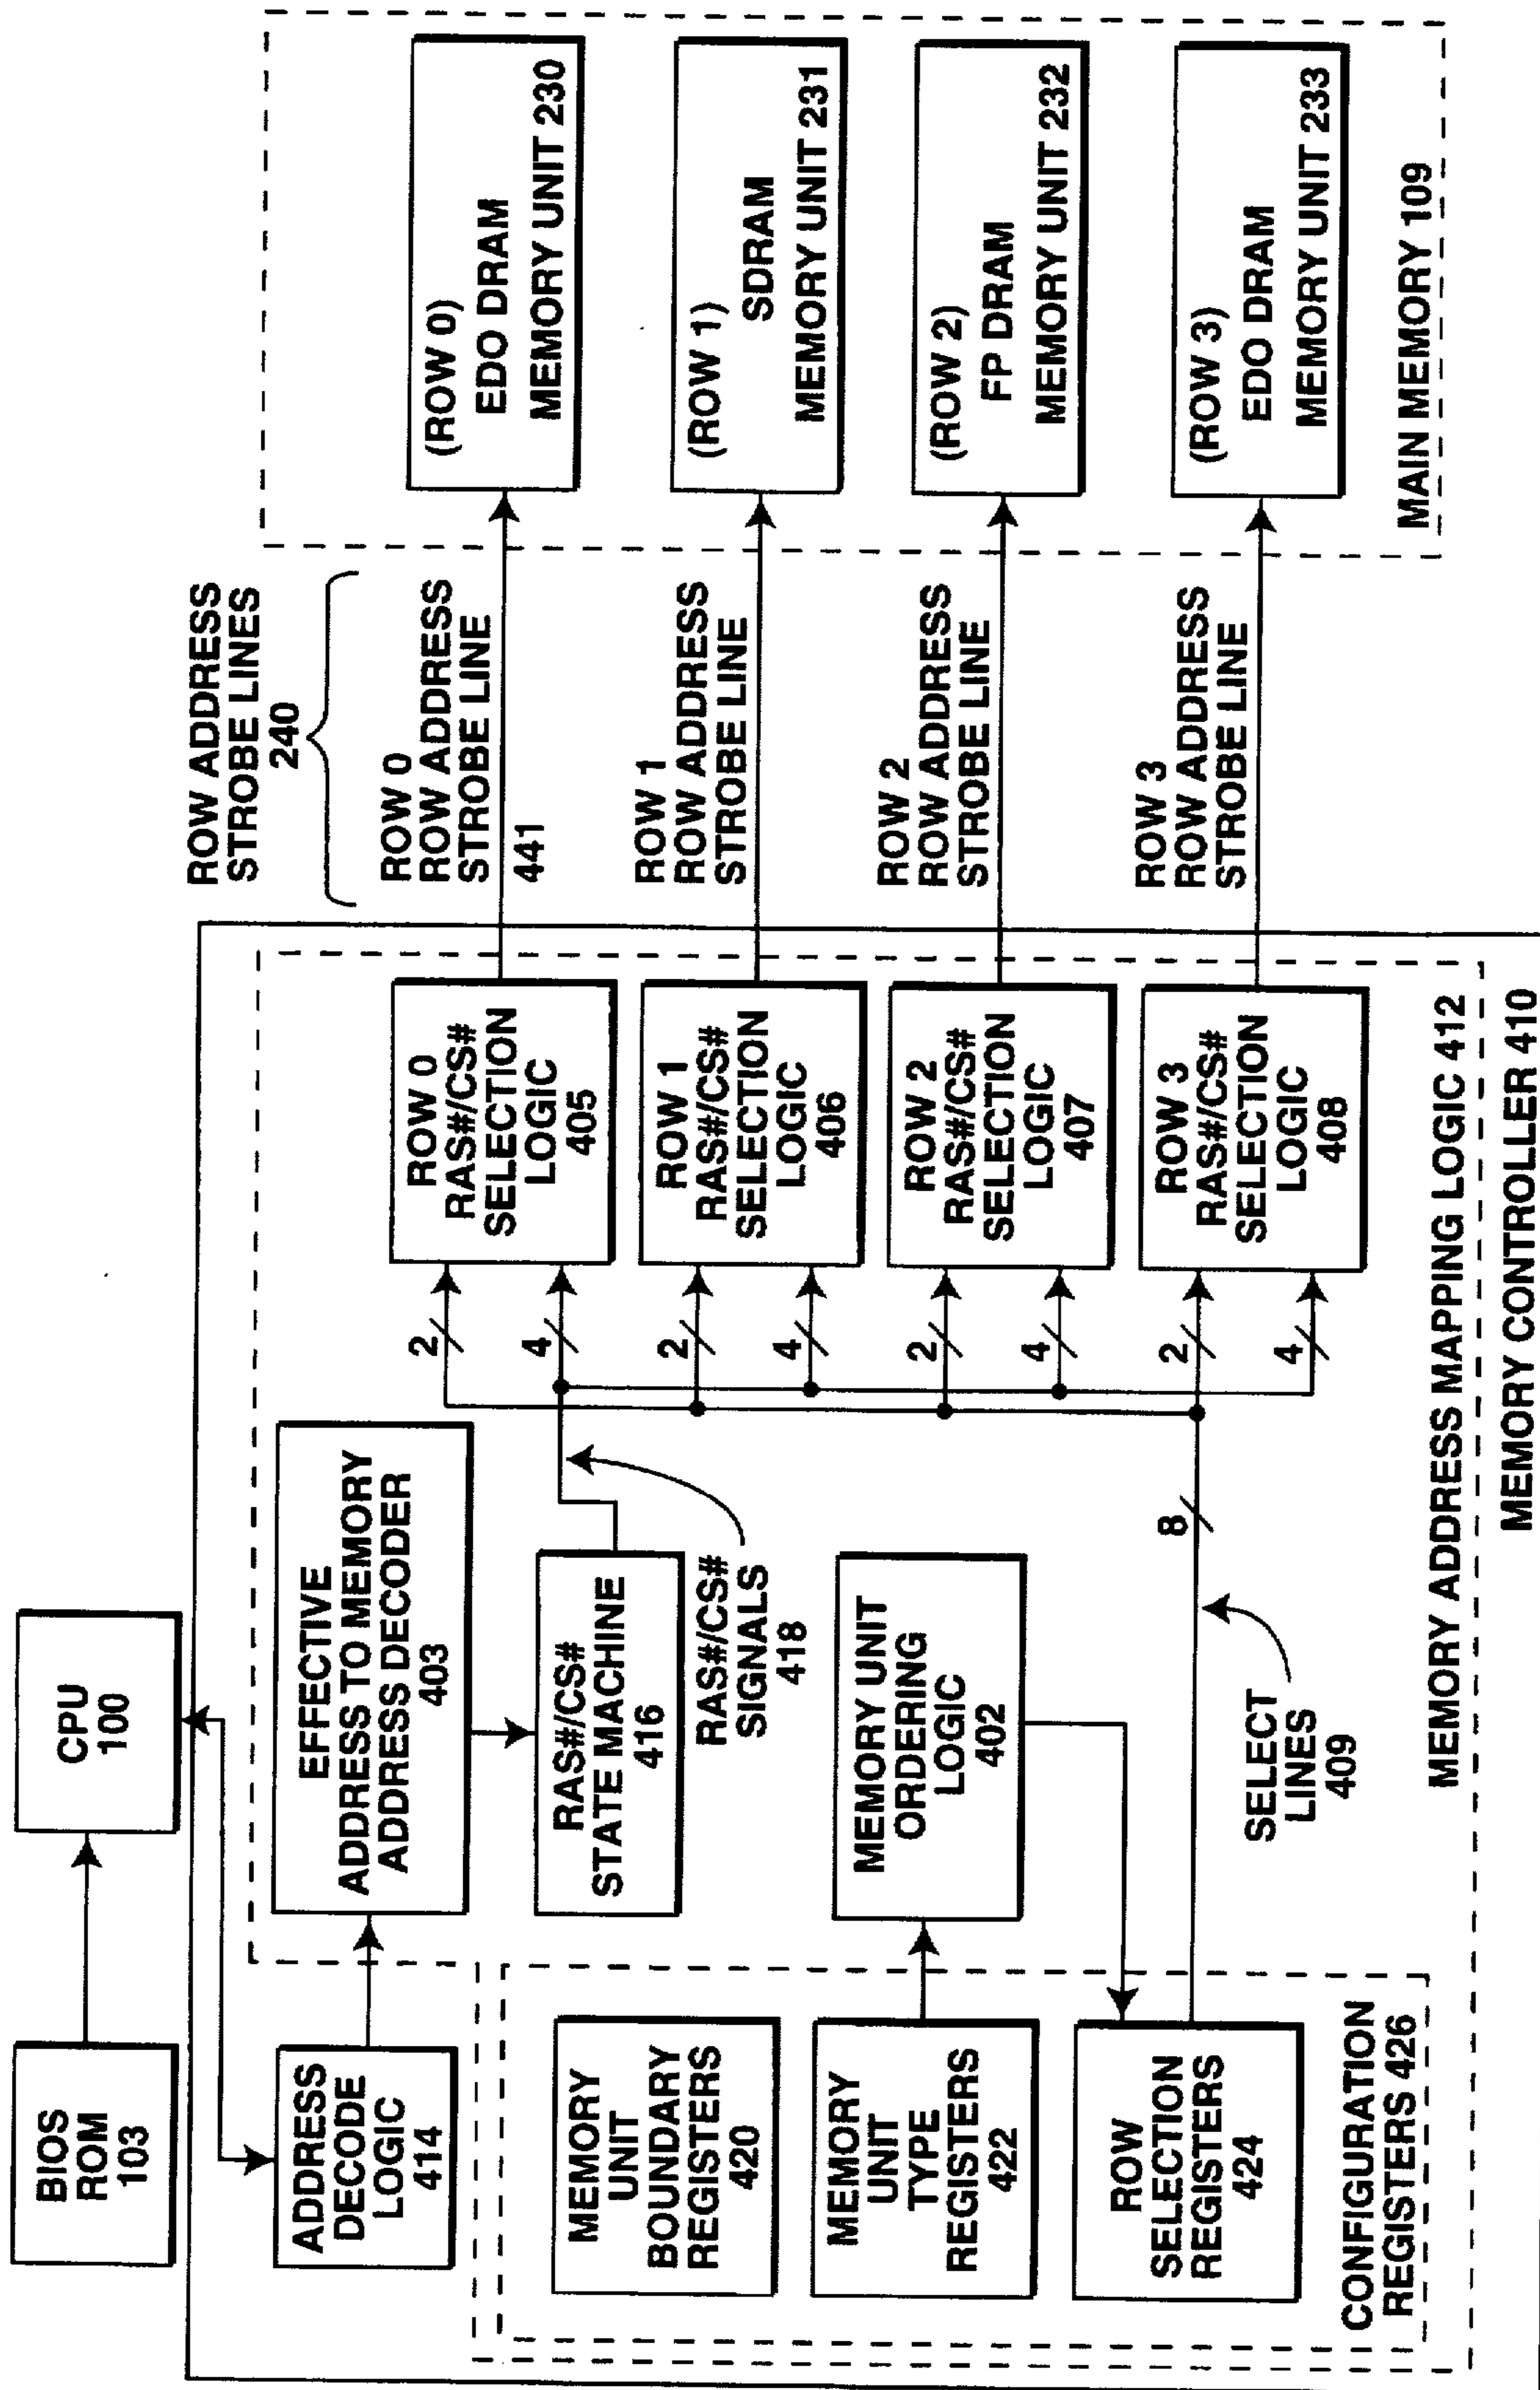 BIOS
ROM
103
CPU
100
ADDRESS
DECODE
LOGIC
414
EFFECTIVE
ADDRESS TO MEMORY
ADDRESS DECODER
403
RAS#/CS#
STATE MACHINE
416
RAS#/CS#
SIGNALS
418
MEMORY
UNIT
BOUNDARY
REGISTERS
420
MEMORY
UNIT
TYPE
REGISTERS
422
ROW
SELECTION
REGISTERS
424
CONFIGURATION
REGISTERS 426
MEMORY UNIT
ORDERING
LOGIC
402
SELECT
LINES
409
8
2
4
2
4
2
4
2
4
ROW 0
RAS#/CS#
SELECTION
LOGIC
405
ROW 1
RAS#/CS#
SELECTION
LOGIC
406
ROW 2
RAS#/CS#
SELECTION
LOGIC
407
ROW 3
RAS#/CS#
SELECTION
LOGIC
408
MEMORY ADDRESS MAPPING LOGIC 412
MEMORY CONTROLLER 410
ROW ADDRESS
STROBE LINES
240
ROW 0
ROW ADDRESS
STROBE LINE
441
ROW 1
ROW ADDRESS
STROBE LINE
ROW 2
ROW ADDRESS
STROBE LINE
ROW 3
ROW ADDRESS
STROBE LINE
(ROW 0)
EDO DRAM
MEMORY UNIT 230
(ROW 1)
SDRAM
MEMORY UNIT 231
(ROW 2)
FP DRAM
MEMORY UNIT 232
(ROW 3)
EDO DRAM
MEMORY UNIT 233
MAIN MEMORY 109